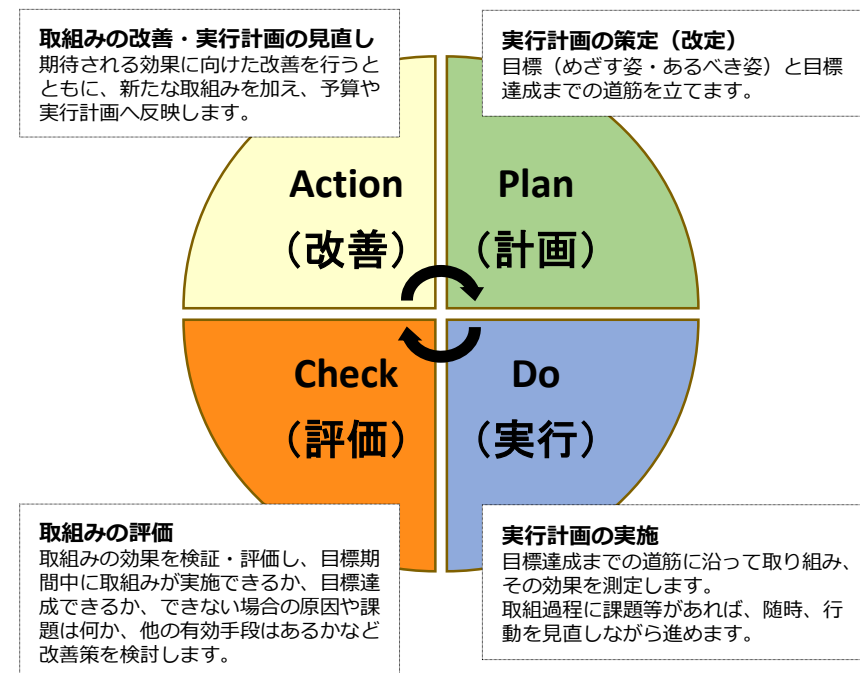 取組みの改善・実行計画の見直し
期待される効果に向けた改善を行うと
ともに、新たな取組みを加え、予算や
実行計画へ反映します。
実行計画の策定（改定）
目標（めざす姿・あるべき姿）と目標
達成までの道筋を立てます。
Action
（改善）
Plan
（計画）
Check
（評価）
Do
（実行）
取組みの評価
取組みの効果を検証・評価し、目標期
間中に取組みが実施できるか、目標達
成できるか、できない場合の原因や課
題は何か、他の有効手段はあるかなど
改善策を検討します。
実行計画の実施
目標達成までの道筋に沿って取り組み、
その効果を測定します。
取組過程に課題等があれば、随時、行
動を見直しながら進めます。